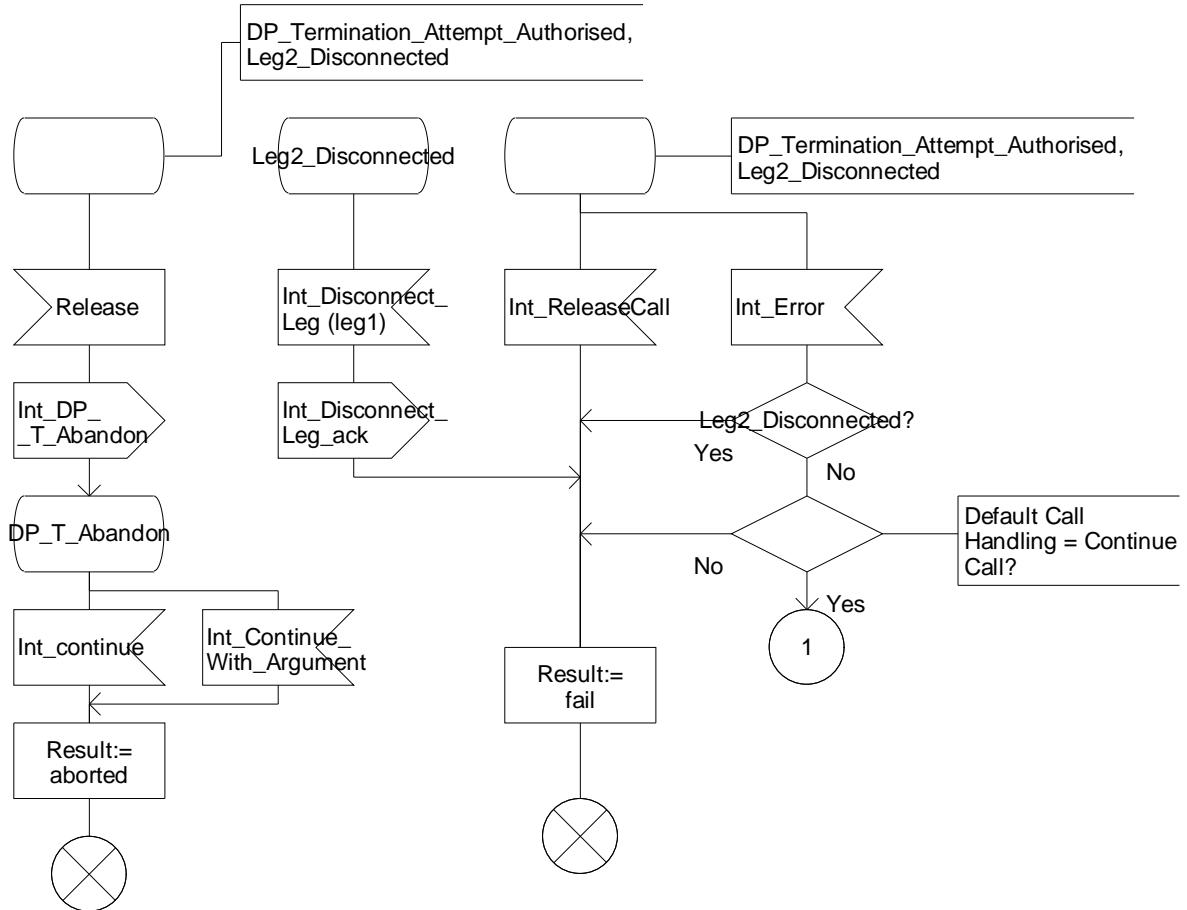 DP_Termination_Attempt_Authorised,
Leg2_Disconnected
Leg2_Disconnected
DP_Termination_Attempt_Authorised,
Leg2_Disconnected
Release
Int_Disconnect_
Leg (leg1)
Int_ReleaseCall
Int_Error
Int_DP_
_T_Abandon
Int_Disconnect_
Leg_ack
Leg2_Disconnected?
Yes
No
DP_T_Abandon
Default Call
Handling = Continue
Call?
No
Yes
Int_continue
Int_Continue_
With_Argument
1
Result:=
fail
Result:=
aborted